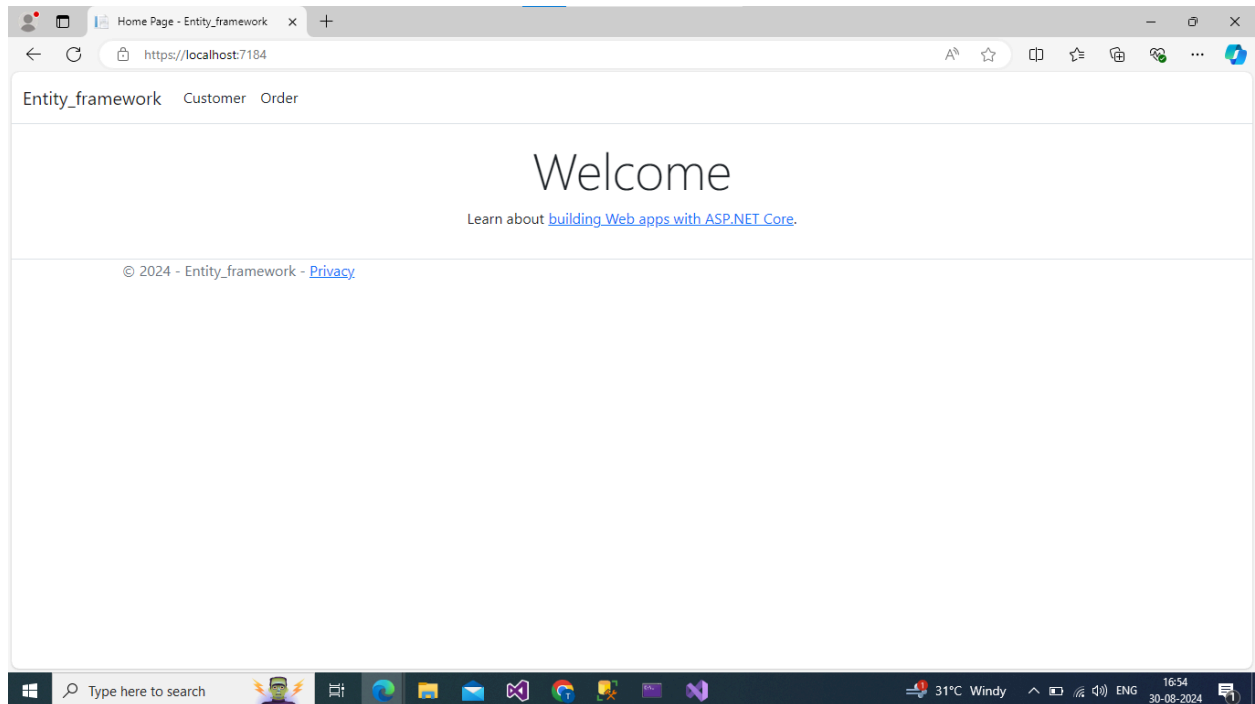 Home Page - Entity_framework
https://localhost:7184
Entity_framework Customer Order
Welcome
Learn about building Web apps with ASP.NET Core.
© 2024 - Entity_framework - Privacy
Type here to search
31°C Windy
ENG
16:54
30-08-2024
1